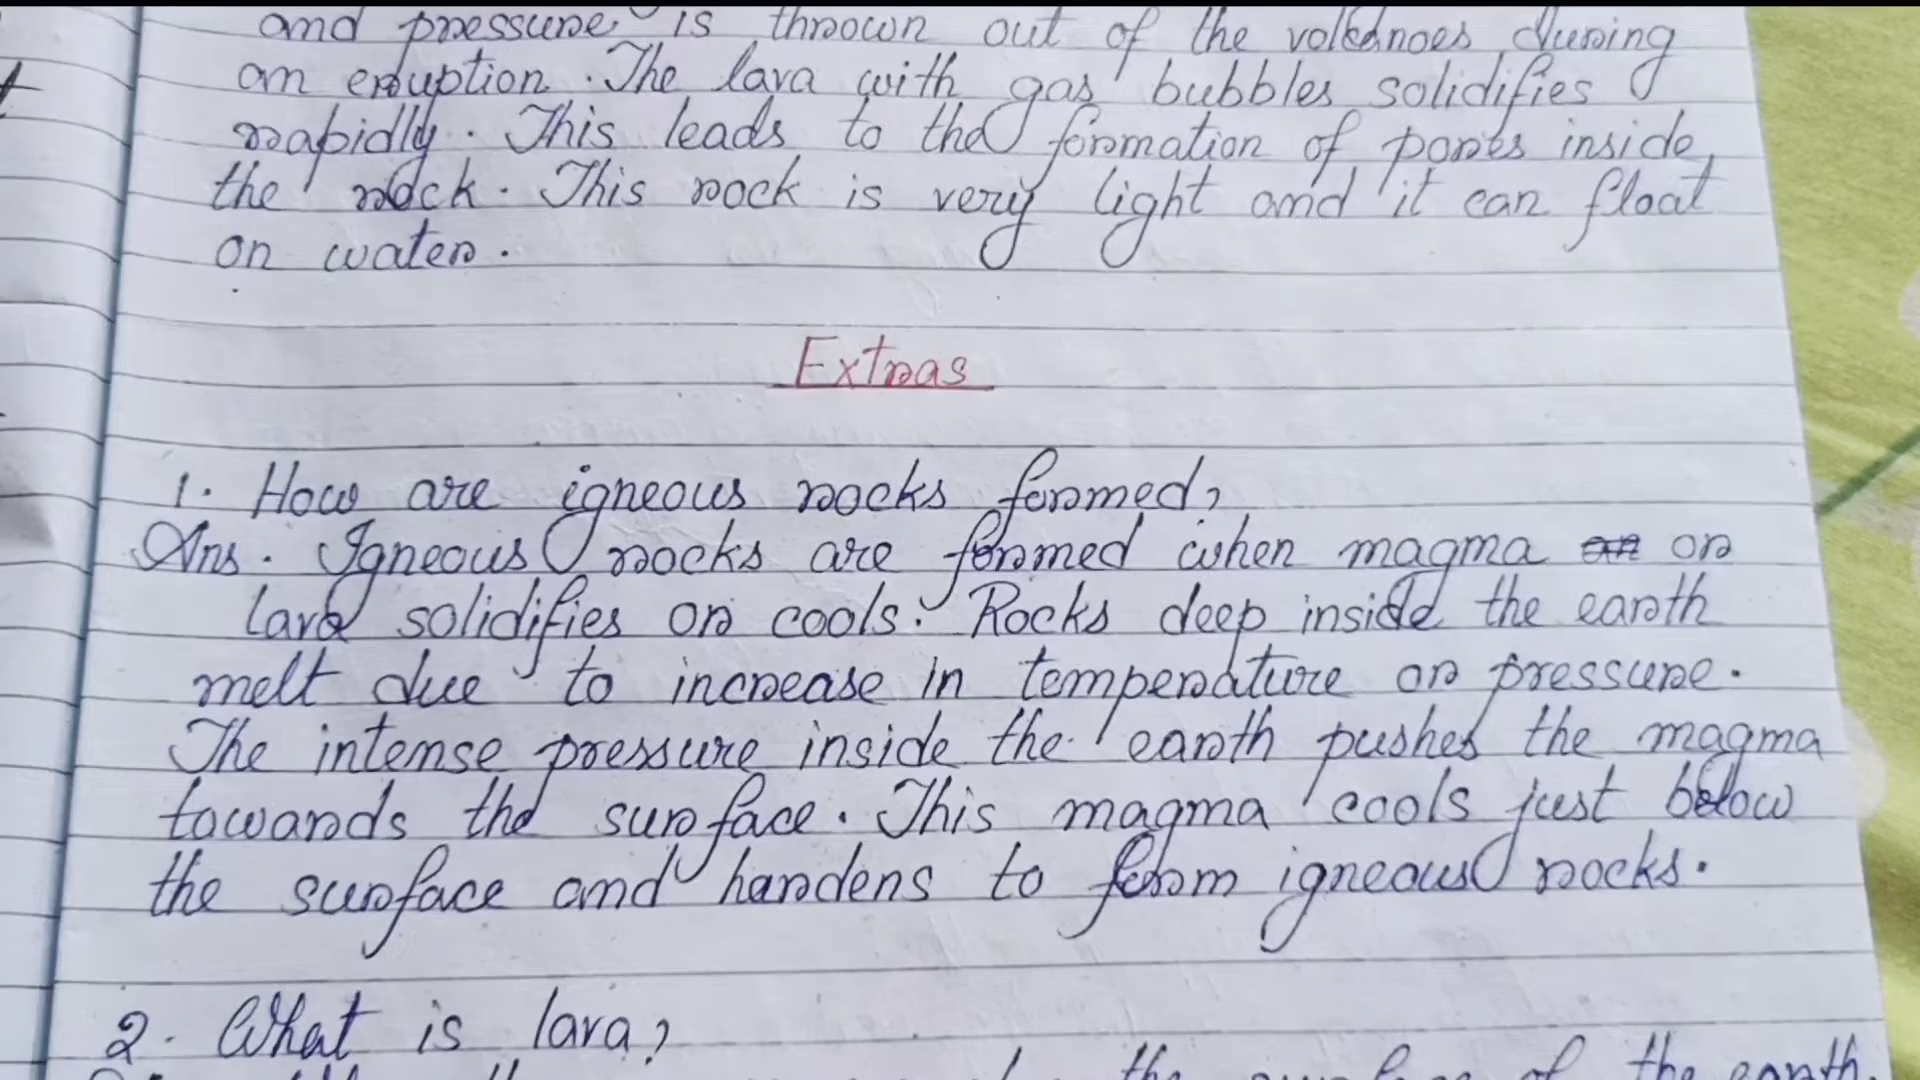 and pressure is thrown out of the volcanoes during
an eruption. The lava with gas bubbles solidifies
rapidly. This leads to the formation of pores inside
the rock. This rock is very light and it can float
on water.
Extras
1. How are igneous rocks formed?
Ans. Igneous rocks are formed when magma or
lava solidifies or cools. Rocks deep inside the earth
melt due to increase in temperature or pressure.
The intense pressure inside the earth pushes the magma
towards the surface. This magma cools just below
the surface and hardens to form igneous rocks.
2. What is lava?
the surface of the earth.